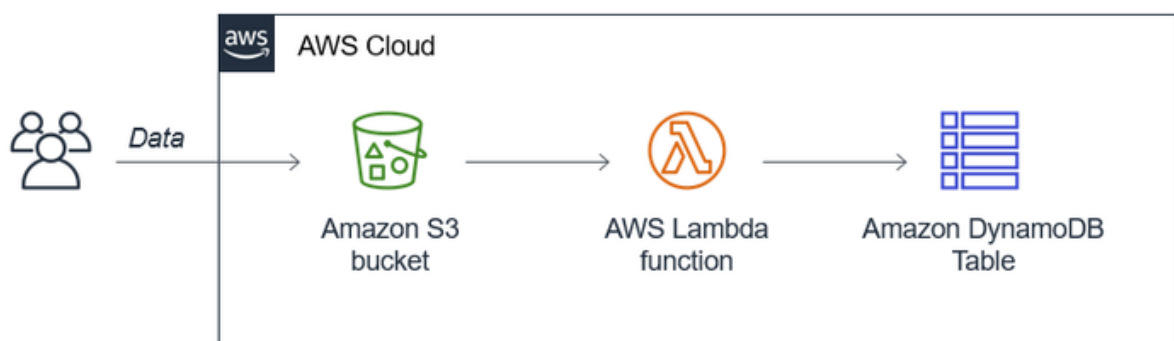 aws
AWS Cloud
Data
Amazon S3
bucket
AWS Lambda
function
Amazon DynamoDB
Table